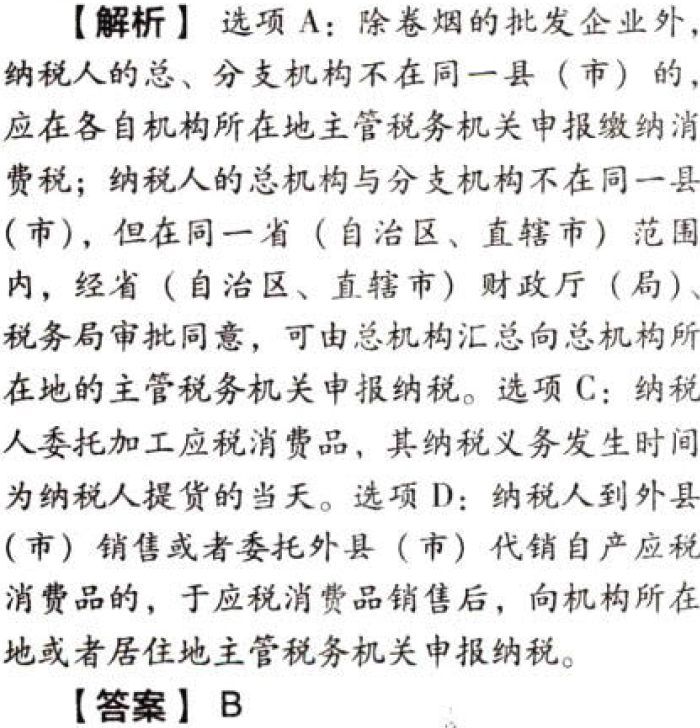 【解析】 选项 A：除卷烟的批发企业外，
纳税人的总、分支机构不在同一县（市）的，
应在各自机构所在地主管税务机关申报缴纳消
费税；纳税人的总机构与分支机构不在同一县
（市），但在同一省（自治区、直辖市）范围
内，经省（自治区、直辖市）财政厅（局）、
税务局审批同意，可由总机构汇总向总机构所
在地的主管税务机关申报纳税。选项 C：纳税
人委托加工应税消费品，其纳税义务发生时间
为纳税人提货的当天。选项 D：纳税人到外县
（市）销售或者委托外县（市）代销自产应税
消费品的，于应税消费品销售后，向机构所在
地或者居住地主管税务机关申报纳税。
【答案】 B